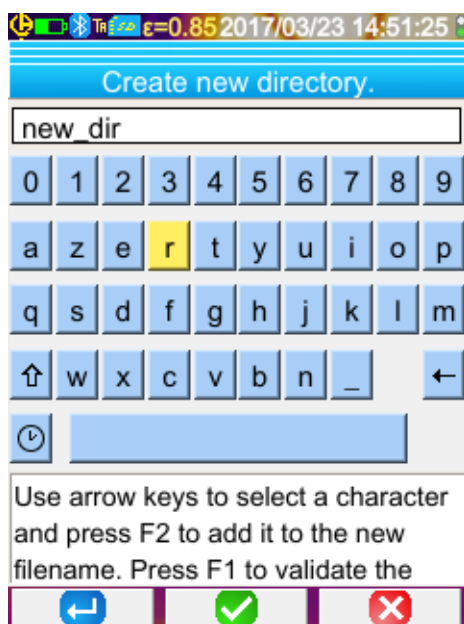 ε=0.85 2017/03/23 14:51:25
Create new directory.
new_dir
0 1 2 3 4 5 6 7 8 9
a z e r t y u i o p
q s d f g h j k l m
w x c v b n _
Use arrow keys to select a character
and press F2 to add it to the new
filename. Press F1 to validate the